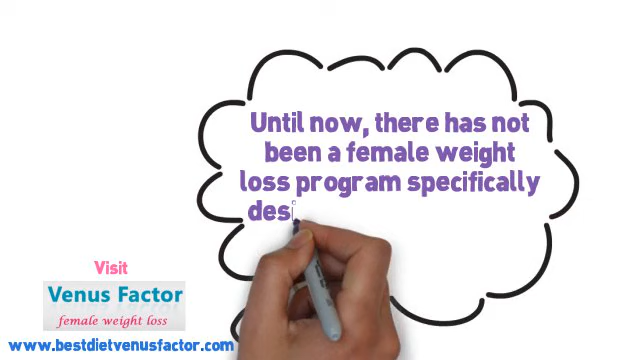 Until now, there has not
been a female weight
loss program specifically
des
Visit
Venus Factor
female weight loss
www.bestdietvenusfactor.com